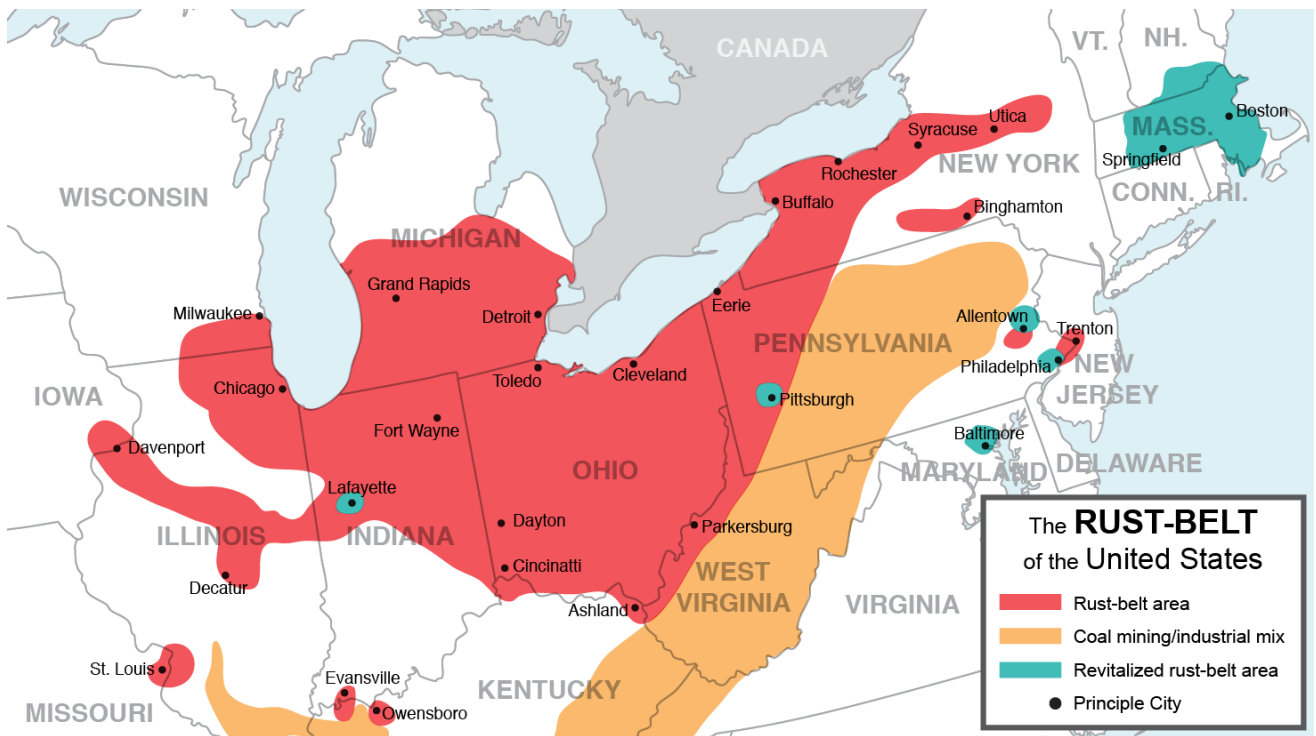 CANADA
VT.
NH.
Boston
MASS.
Utica
Syracuse
Springfield
NEW YORK
Rochester
WISCONSIN
CONN.
RI.
Buffalo
Binghamton
MICHIGAN
Grand Rapids
Eerie
Milwaukee
Detroit
Allentown
Trenton
PENNSYLVANIA
Philadelphia
NEW
JERSEY
Toledo
Cleveland
Chicago
IOWA
Pittsburgh
Fort Wayne
Baltimore
Davenport
OHIO
MARYLAND
DELAWARE
Lafayette
Dayton
Parkersburg
ILLINOIS
INDIANA
Cincinatti
WEST
VIRGINIA
Decatur
Ashland
VIRGINIA
St. Louis
Evansville
KENTUCKY
Owensboro
MISSOURI
The RUST-BELT
of the United States
Rust-belt area
Coal mining/industrial mix
Revitalized rust-belt area
Principle City